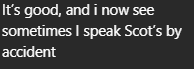 It's good, and i now see
sometimes I speak Scot's by
accident